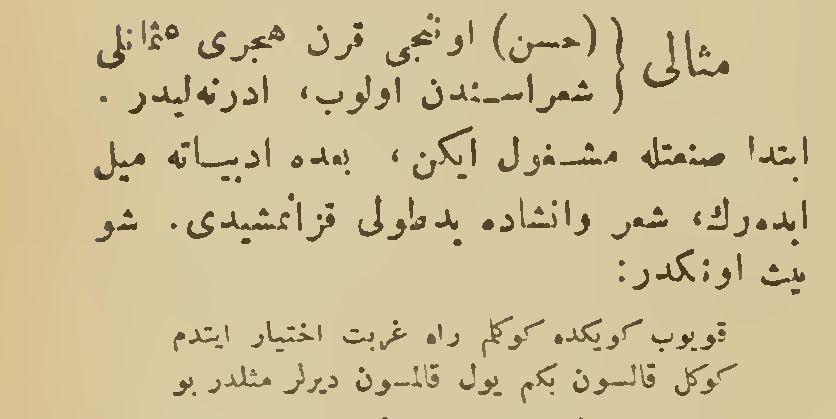 مثالی { (حسن) اوننجی قرن هجری عثمانلی
شعراسندن اولوب، ادرنه‌لیدر .
ابتدا صنعتله مشغول ایکن، بعده ادبیاته میل
ایده‌رك، شعر وانشاده یدطولی قزانمشیدی. شو
بیت اونکدر:
قویوب کویکده کوکلم راه غربت اختیار ایتدم
کوکل قالسون بکم یول قالمسون دیرلر مثلدر بو